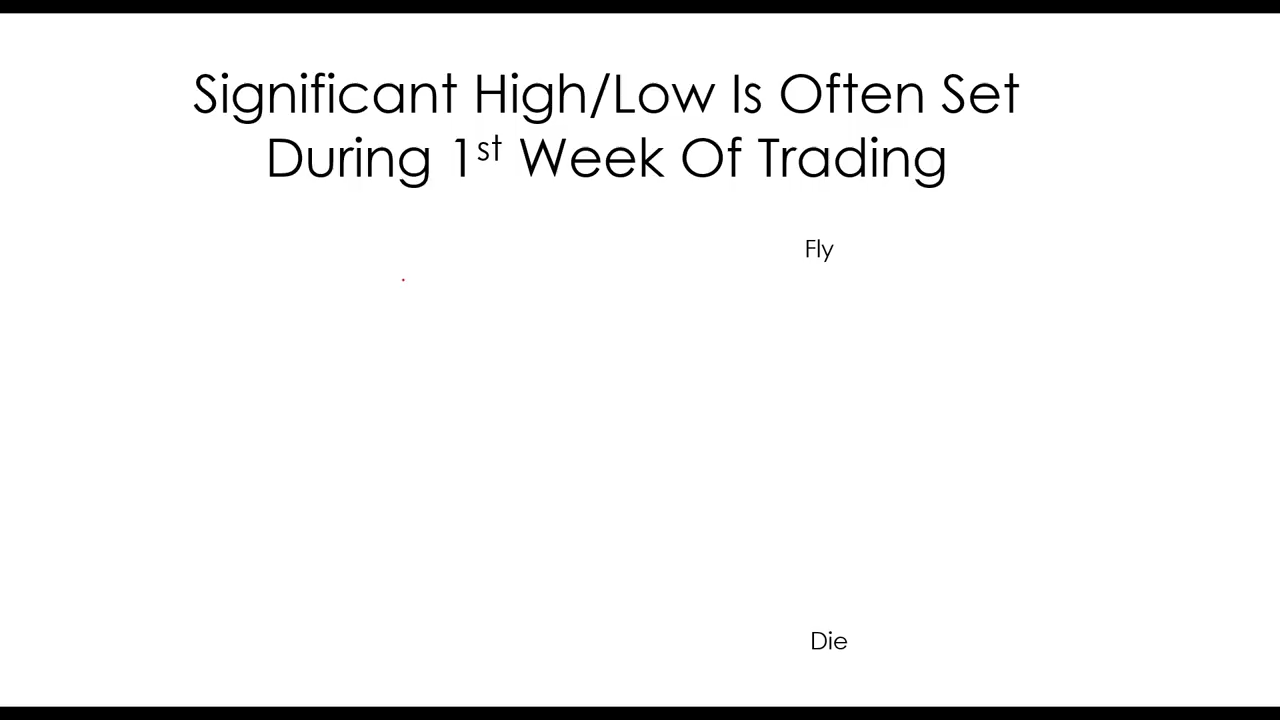 Significant High/Low Is Often Set
During 1st Week Of Trading
Fly
Die